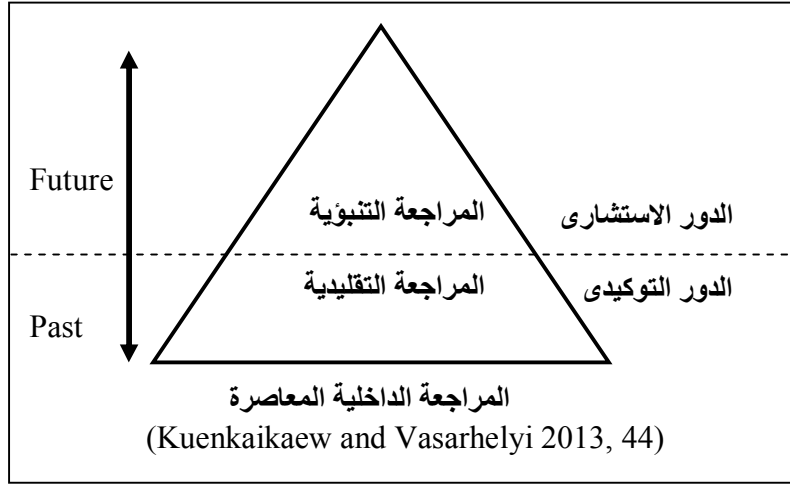 Future
المراجعة التنبؤية
الدور الاستشارى
المراجعة التقليدية
الدور التوكيدى
Past
المراجعة الداخلية المعاصرة
(Kuenkaikaew and Vasarhelyi 2013, 44)